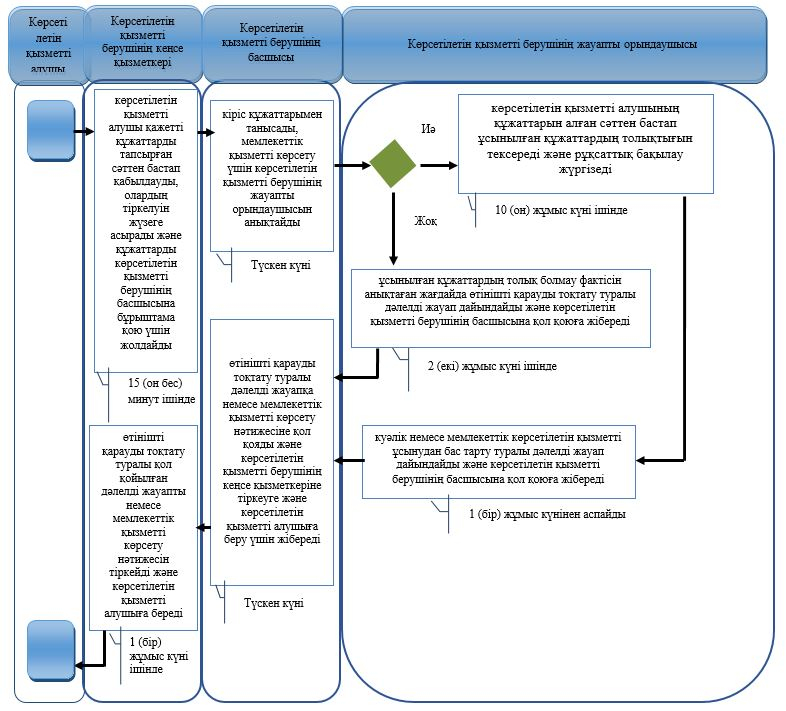 Көрсеті
летін
қызметті
алушы
Көрсетілетін
қызметті
берушінің кеңсе
қызметкері
Көрсетілетін
қызметті берушінің
басшысы
Көрсетілетін қызметті берушінің жауапты орындаушысы
көрсетілетін
қызметті
алушы қажетті
құжаттарды
тапсырған
сәттен бастап
қабылдауды,
олардың
тіркелуін
жүзеге
асырады және
құжаттарды
көрсетілетін
қызметті
берушінің
басшысына
бұрыштама
қою үшін
жолдайды
15 (он бес)
минут ішінде
кіріс құжаттарымен
танысады,
мемлекеттік
қызметті көрсету
үшін көрсетілетін
қызметті берушінің
жауапты
орындаушысын
анықтайды
Түскен күні
Иә
Жоқ
көрсетілетін қызметті алушының
құжаттарын алған сәттен бастап
ұсынылған құжаттардың толықтығын
тексереді және рұқсаттық бақылау
жүргізеді
10 (он) жұмыс күні ішінде
ұсынылған құжаттардың толық болмау фактісін
анықтаған жағдайда өтінішті қарауды тоқтату туралы
дәлелді жауап дайындайды және көрсетілетін
қызметті берушінің басшысына қол қоюға жібереді
2 (екі) жұмыс күні ішінде
куәлік немесе мемлекеттік көрсетілетін қызметті
ұсынудан бас тарту туралы дәлелді жауап
дайындайды және көрсетілетін қызметті
берушінің басшысына қол қоюға жібереді
1 (бір) жұмыс күнінен аспайды
өтінішті қарауды
тоқтату туралы
дәлелді жауапқа
немесе мемлекеттік
қызметті көрсету
нәтижесіне қол
қояды және
көрсетілетін
қызметті берушінің
кеңсе қызметкеріне
тіркеуге және
көрсетілетін
қызметті алушыға
беру үшін жібереді
Түскен күні
өтінішті
қарауды тоқтату
туралы қол
қойылған
дәлелді жауапты
немесе
мемлекеттік
қызметті
көрсету
нәтижесін
тіркейді және
көрсетілетін
қызметті
алушыға береді
1 (бір)
жұмыс күні
ішінде